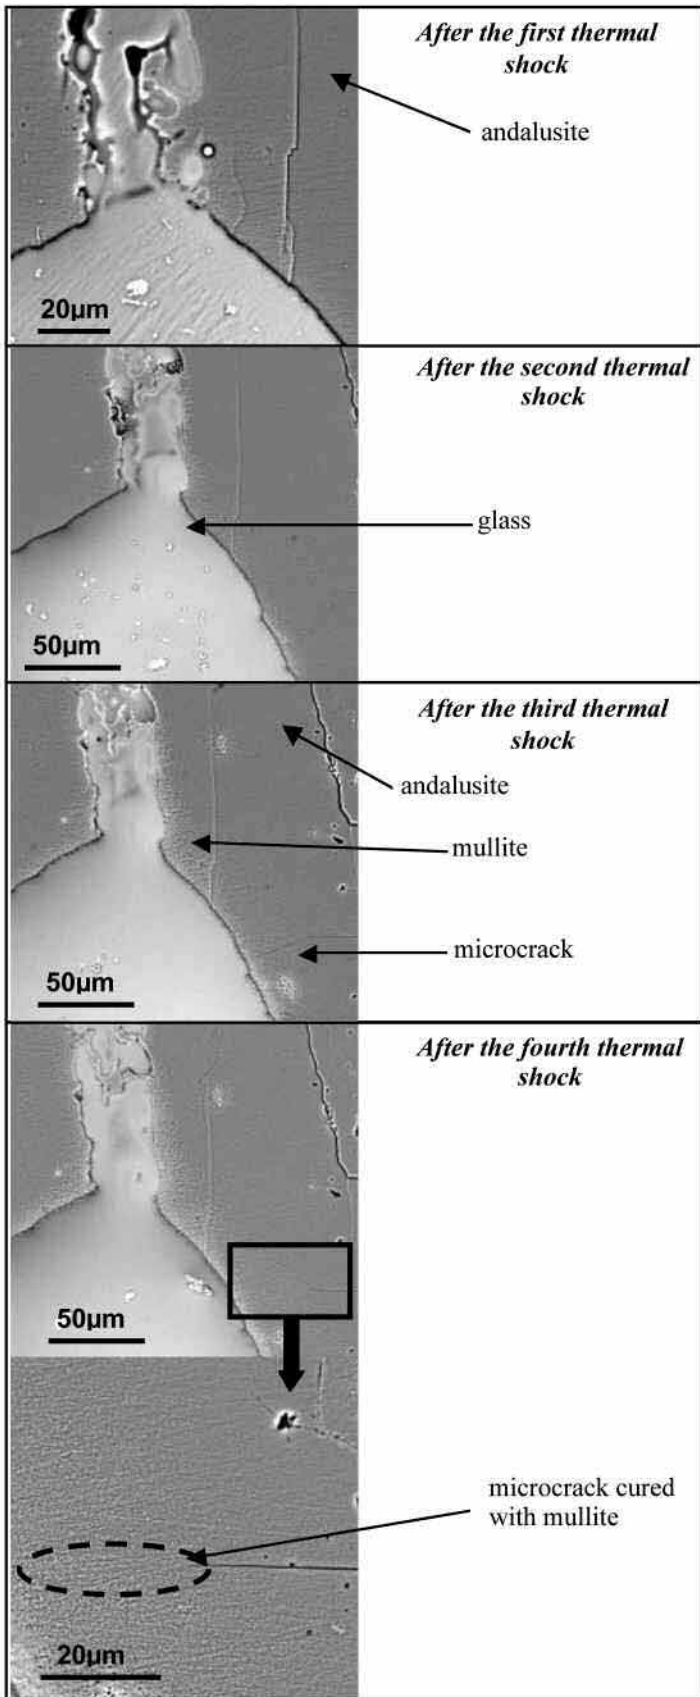 After the first thermal
shock
andalusite
20µm
After the second thermal
shock
glass
50µm
After the third thermal
shock
andalusite
mullite
microcrack
50µm
After the fourth thermal
shock
50µm
microcrack cured
with mullite
20µm